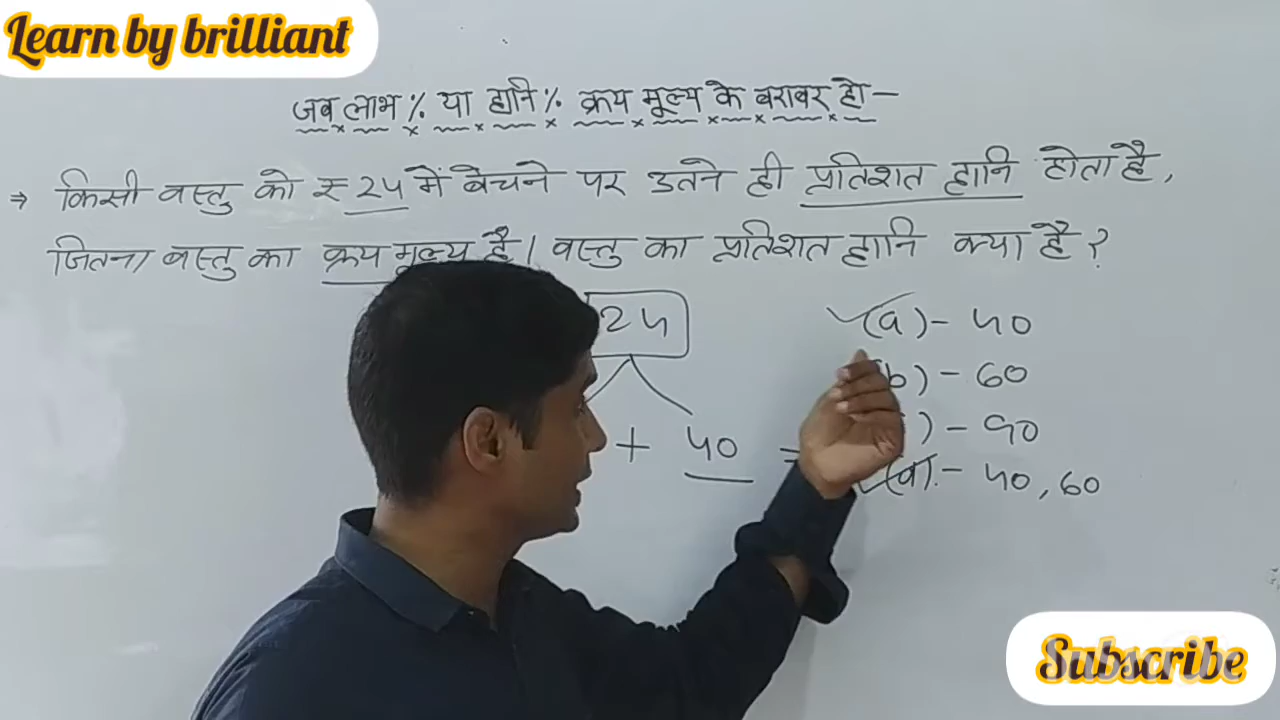 Learn by brilliant
जब लाभ % या हानि % क्रय मूल्य के बराबर हो —
⇒ किसी वस्तु को ₹ 24 में बेचने पर उतने ही प्रतिशत हानि होता है,
जितना वस्तु का क्रय मूल्य है। वस्तु का प्रतिशत हानि क्या है?
24
+ 40 =
(a) - 40
b) - 60
) - 90
(d). - 40, 60
Subscribe